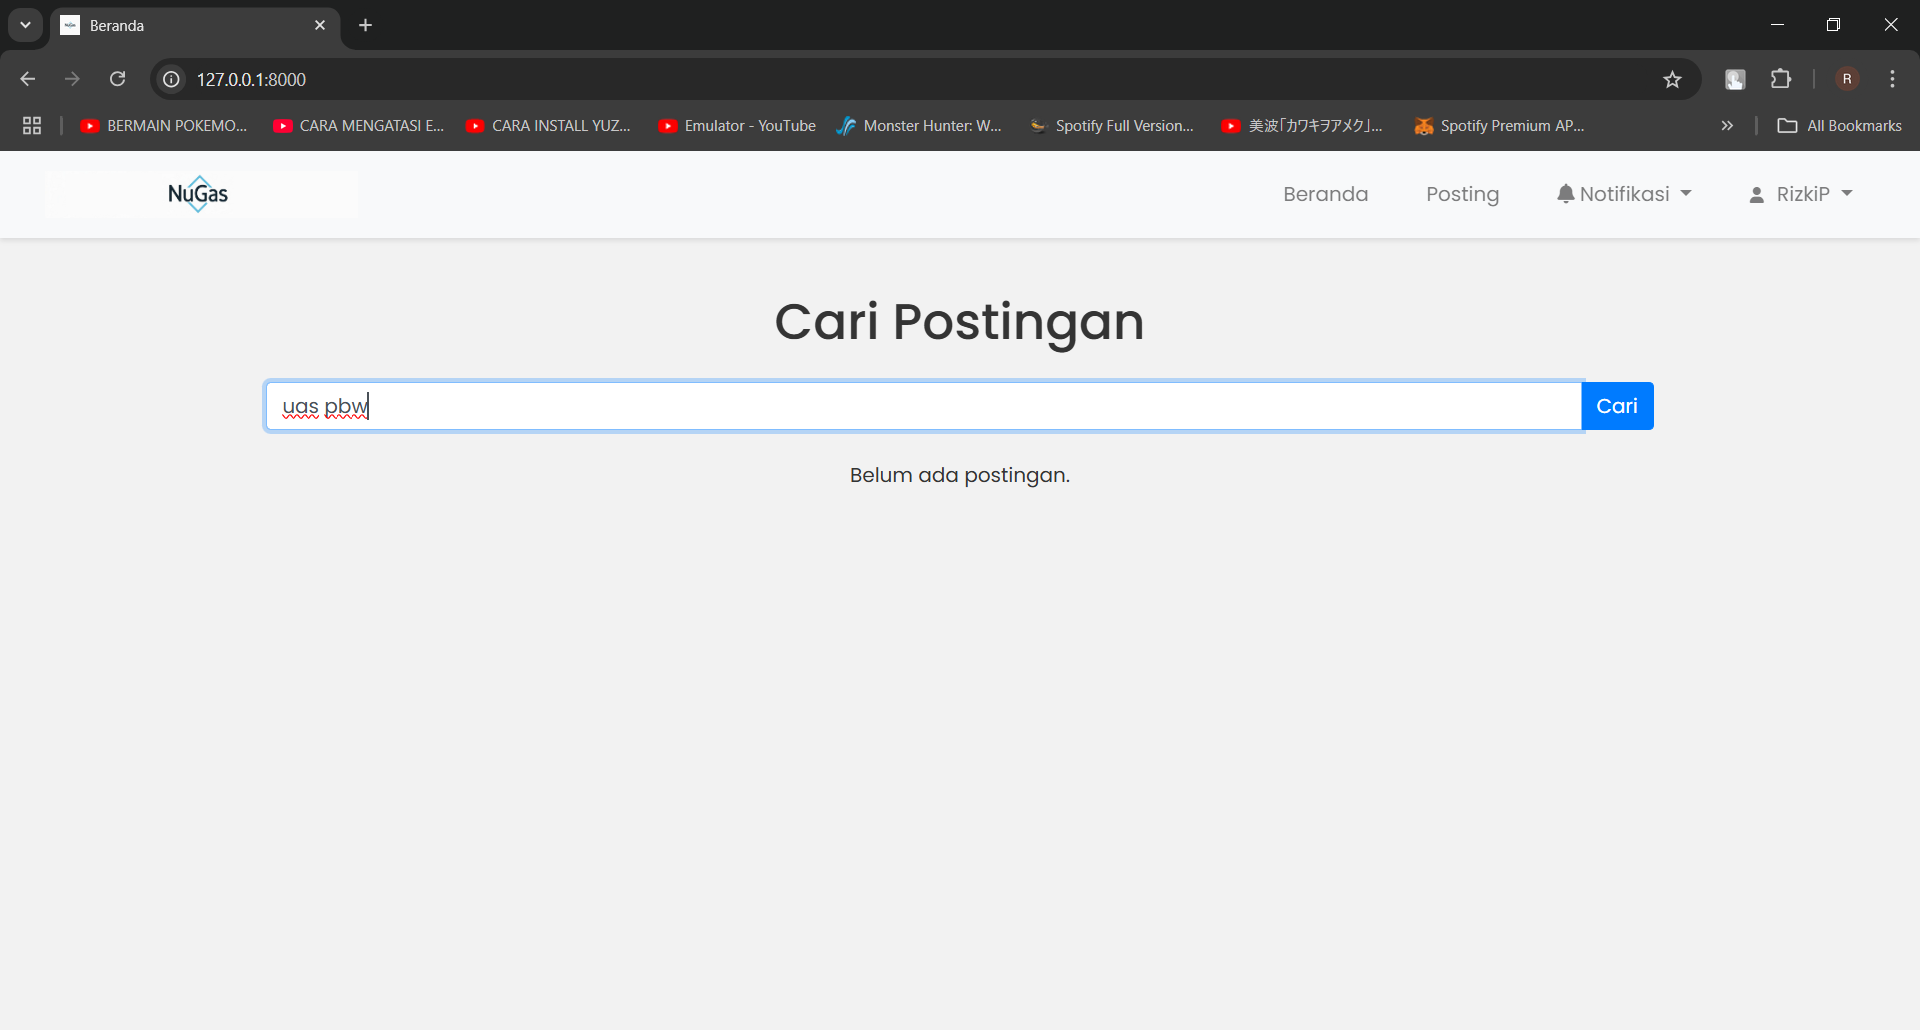 Beranda
127.0.0.1:8000
R
BERMAIN POKEMO...
CARA MENGATASI E...
CARA INSTALL YUZ...
Emulator - YouTube
Monster Hunter: W...
Spotify Full Version...
美波「カワキヲアメク」...
Spotify Premium AP...
All Bookmarks
NuGas
Beranda
Posting
Notifikasi
RizkiP
Cari Postingan
uas pbw
Cari
Belum ada postingan.